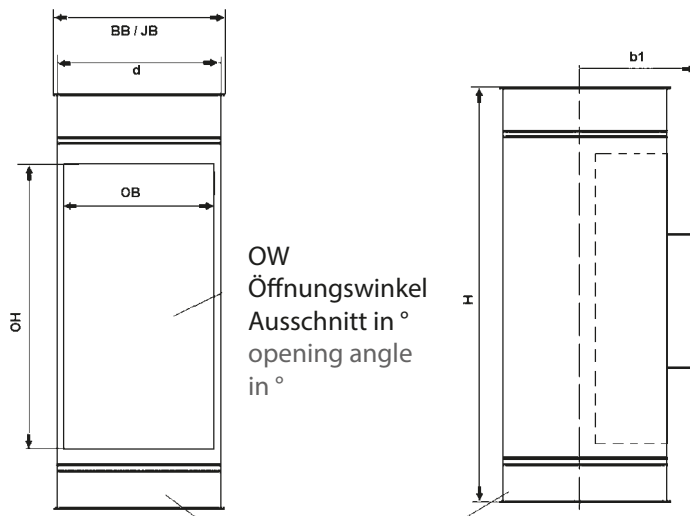 BB / JB
d
b1
OB
OH
H
OW
Öffnungswinkel
Ausschnitt in °
opening angle
in °